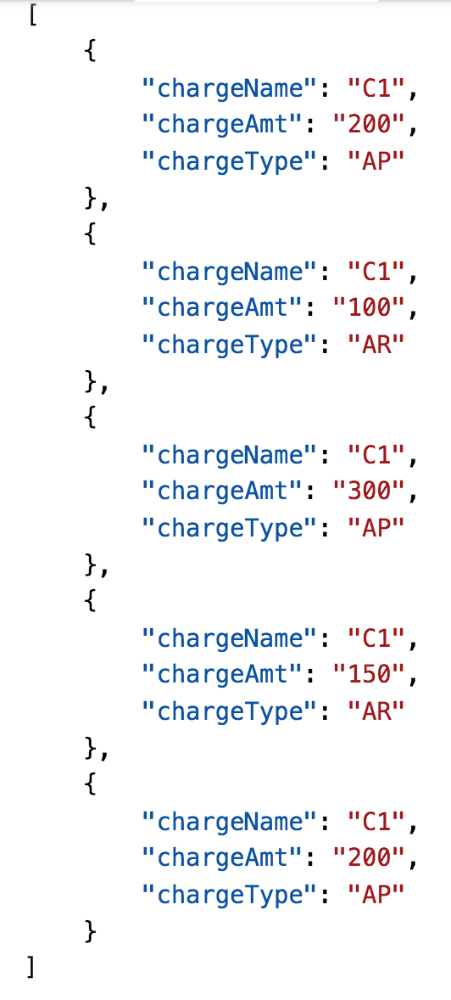 [
{
"chargeName": "C1",
"chargeAmt": "200",
"chargeType": "AP"
},
{
"chargeName": "C1",
"chargeAmt": "100",
"chargeType": "AR"
},
{
"chargeName": "C1",
"chargeAmt": "300",
"chargeType": "AP"
},
{
"chargeName": "C1",
"chargeAmt": "150",
"chargeType": "AR"
},
{
"chargeName": "C1",
"chargeAmt": "200",
"chargeType": "AP"
}
]